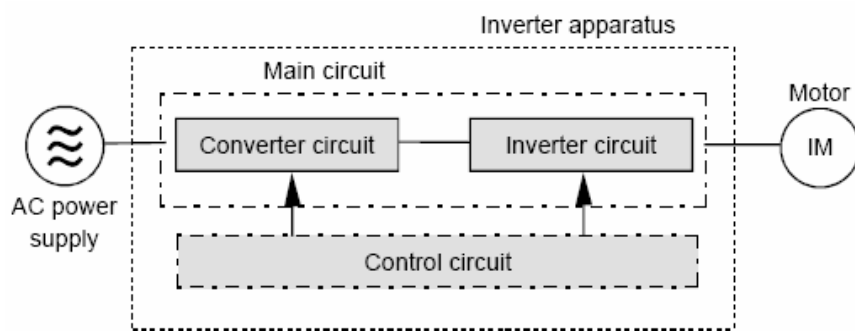 Inverter apparatus
Main circuit
Motor
Converter circuit
Inverter circuit
IM
AC power
supply
Control circuit